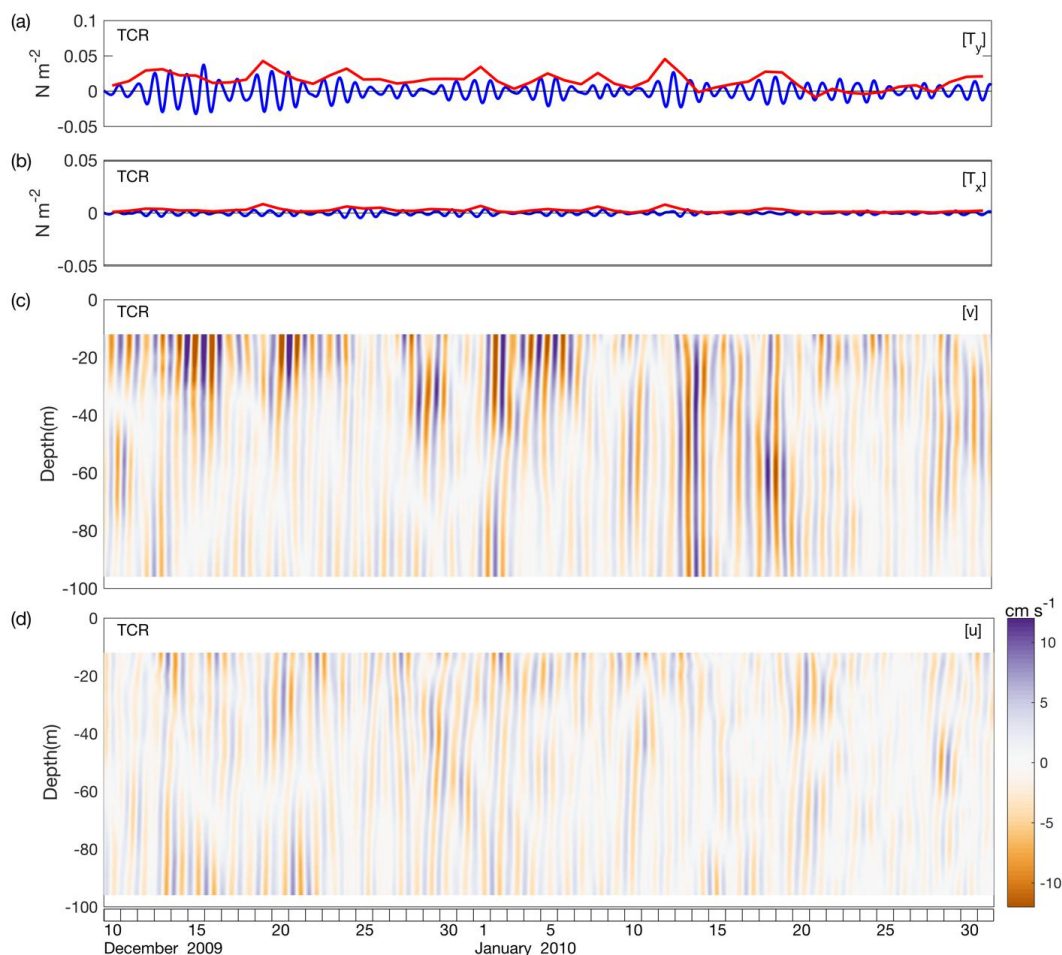 (a)
TCR
[Ty]
N m-2
0.1
0.05
0
-0.05
(b)
TCR
[Tx]
N m-2
0.05
0
-0.05
(c)
TCR
[v]
Depth(m)
0
-20
-40
-60
-80
-100
(d)
TCR
[u]
Depth(m)
0
-20
-40
-60
-80
-100
cm s-1
10
5
0
-5
-10
10 15 20 25 30 1 5 10 15 20 25 30
December 2009 January 2010